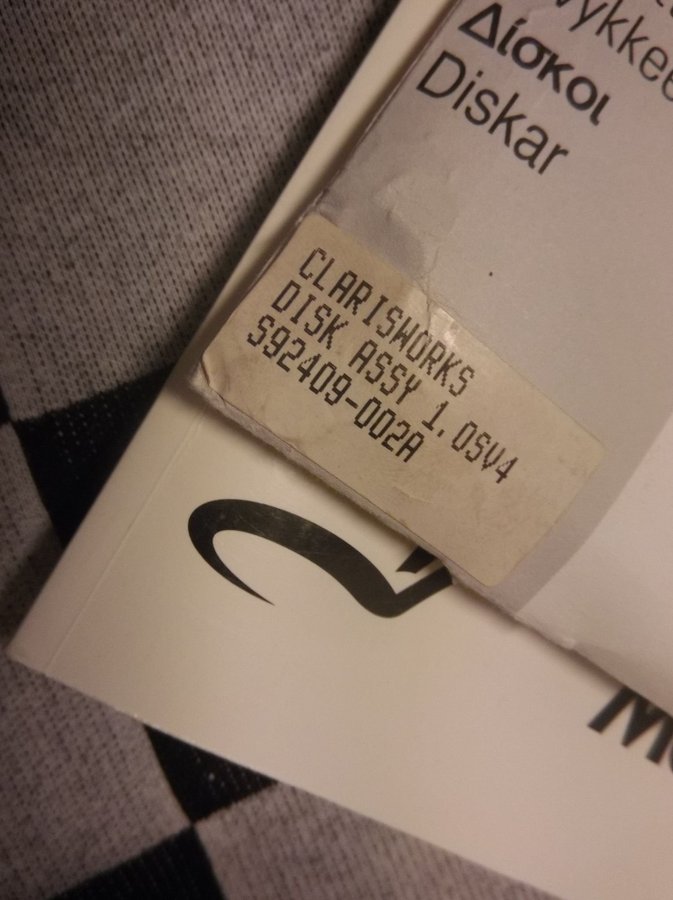 Δίσκοι
Diskar
CLARISWORKS
DISK ASSY 1.0SV4
S92409-002A